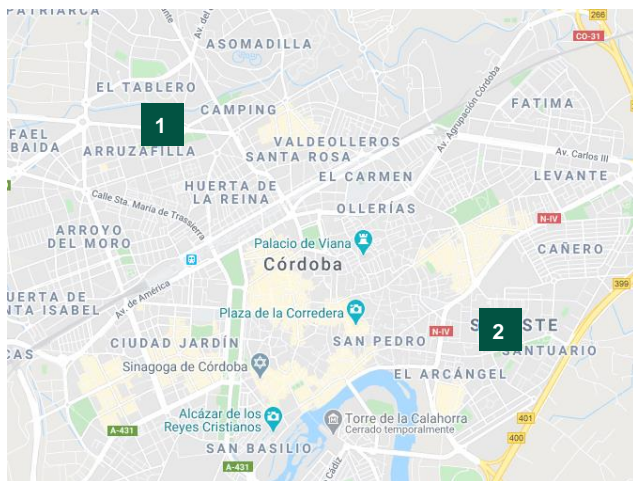 PATRIARCA
Av. del
ASOMADILLA
266
CO-31
EL TABLERO
CAMPING
FATIMA
1
Av. Agrupación Córdoba
FAEL
BAIDA
ARRUZAFILLA
VALDEOLLEROS
SANTA ROSA
Av. Carlos III
EL CARMEN
LEVANTE
HUERTA DE
LA REINA
Calle Sta. María de Trassierra
OLLERÍAS
N-IV
ARROYO
DEL MORO
Palacio de Viana
CAÑERO
Córdoba
399
UERTA DE
NTA ISABEL
Av. de América
Plaza de la Corredera
2
STE
N-IV
CIUDAD JARDÍN
SAN PEDRO
SANTUARIO
CAS
Sinagoga de Córdoba
EL ARCÁNGEL
Alcázar de los
Reyes Cristianos
Torre de la Calahorra
Cerrado temporalmente
401
A-431
400
SAN BASILIO
Cádiz
A-431